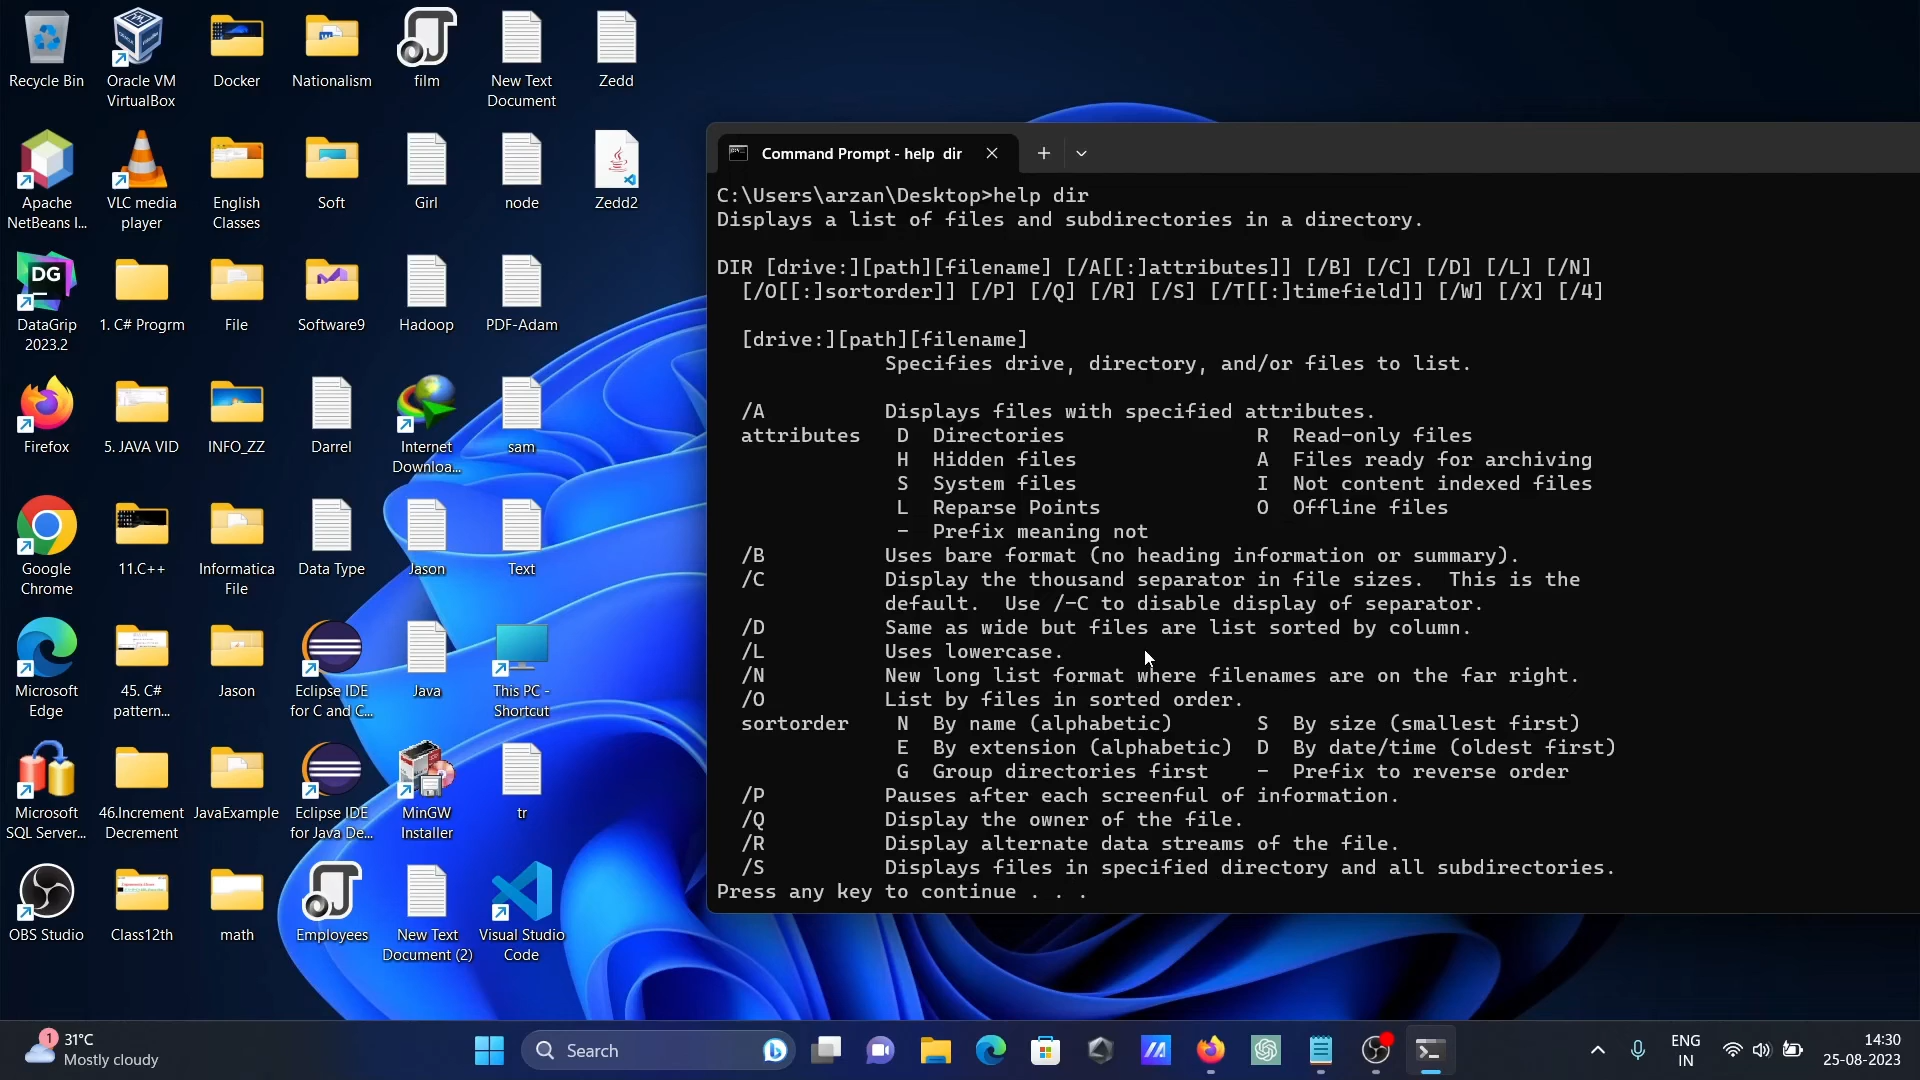 Recycle Bin
Oracle VM
VirtualBox
Docker
Nationalism
film
New Text
Document
Zedd
Apache
NetBeans I...
VLC media
player
English
Classes
Soft
Girl
node
Zedd2
DG
DataGrip
2023.2
1. C# Progrm
File
Software9
Hadoop
PDF-Adam
Firefox
5. JAVA VID
INFO_ZZ
Darrel
Internet
Downloa...
sam
Google
Chrome
11.C++
Informatica
File
Data Type
Jason
Text
Microsoft
Edge
45. C#
pattern...
Jason
Eclipse IDE
for C and C...
Java
This PC -
Shortcut
Microsoft
SQL Server...
46.Increment
Decrement
JavaExample
Eclipse IDE
for Java De...
MinGW
Installer
tr
OBS Studio
Class12th
math
Employees
New Text
Document (2)
Visual Studio
Code
Command Prompt - help  dir
C:\Users\arzan\Desktop>help dir
Displays a list of files and subdirectories in a directory.
DIR [drive:][path][filename] [/A[[:]attributes]] [/B] [/C] [/D] [/L] [/N]
  [/O[[:]sortorder]] [/P] [/Q] [/R] [/S] [/T[[:]timefield]] [/W] [/X] [/4]
  [drive:][path][filename]
              Specifies drive, directory, and/or files to list.
  /A          Displays files with specified attributes.
  attributes   D  Directories                R  Read-only files
               H  Hidden files               A  Files ready for archiving
               S  System files               I  Not content indexed files
               L  Reparse Points             O  Offline files
               -  Prefix meaning not
  /B          Uses bare format (no heading information or summary).
  /C          Display the thousand separator in file sizes.  This is the
              default.  Use /-C to disable display of separator.
  /D          Same as wide but files are list sorted by column.
  /L          Uses lowercase.
  /N          New long list format where filenames are on the far right.
  /O          List by files in sorted order.
  sortorder    N  By name (alphabetic)       S  By size (smallest first)
               E  By extension (alphabetic)  D  By date/time (oldest first)
               G  Group directories first    -  Prefix to reverse order
  /P          Pauses after each screenful of information.
  /Q          Display the owner of the file.
  /R          Display alternate data streams of the file.
  /S          Displays files in specified directory and all subdirectories.
Press any key to continue . . .
1
31°C
Mostly cloudy
Search
ENG
IN
14:30
25-08-2023